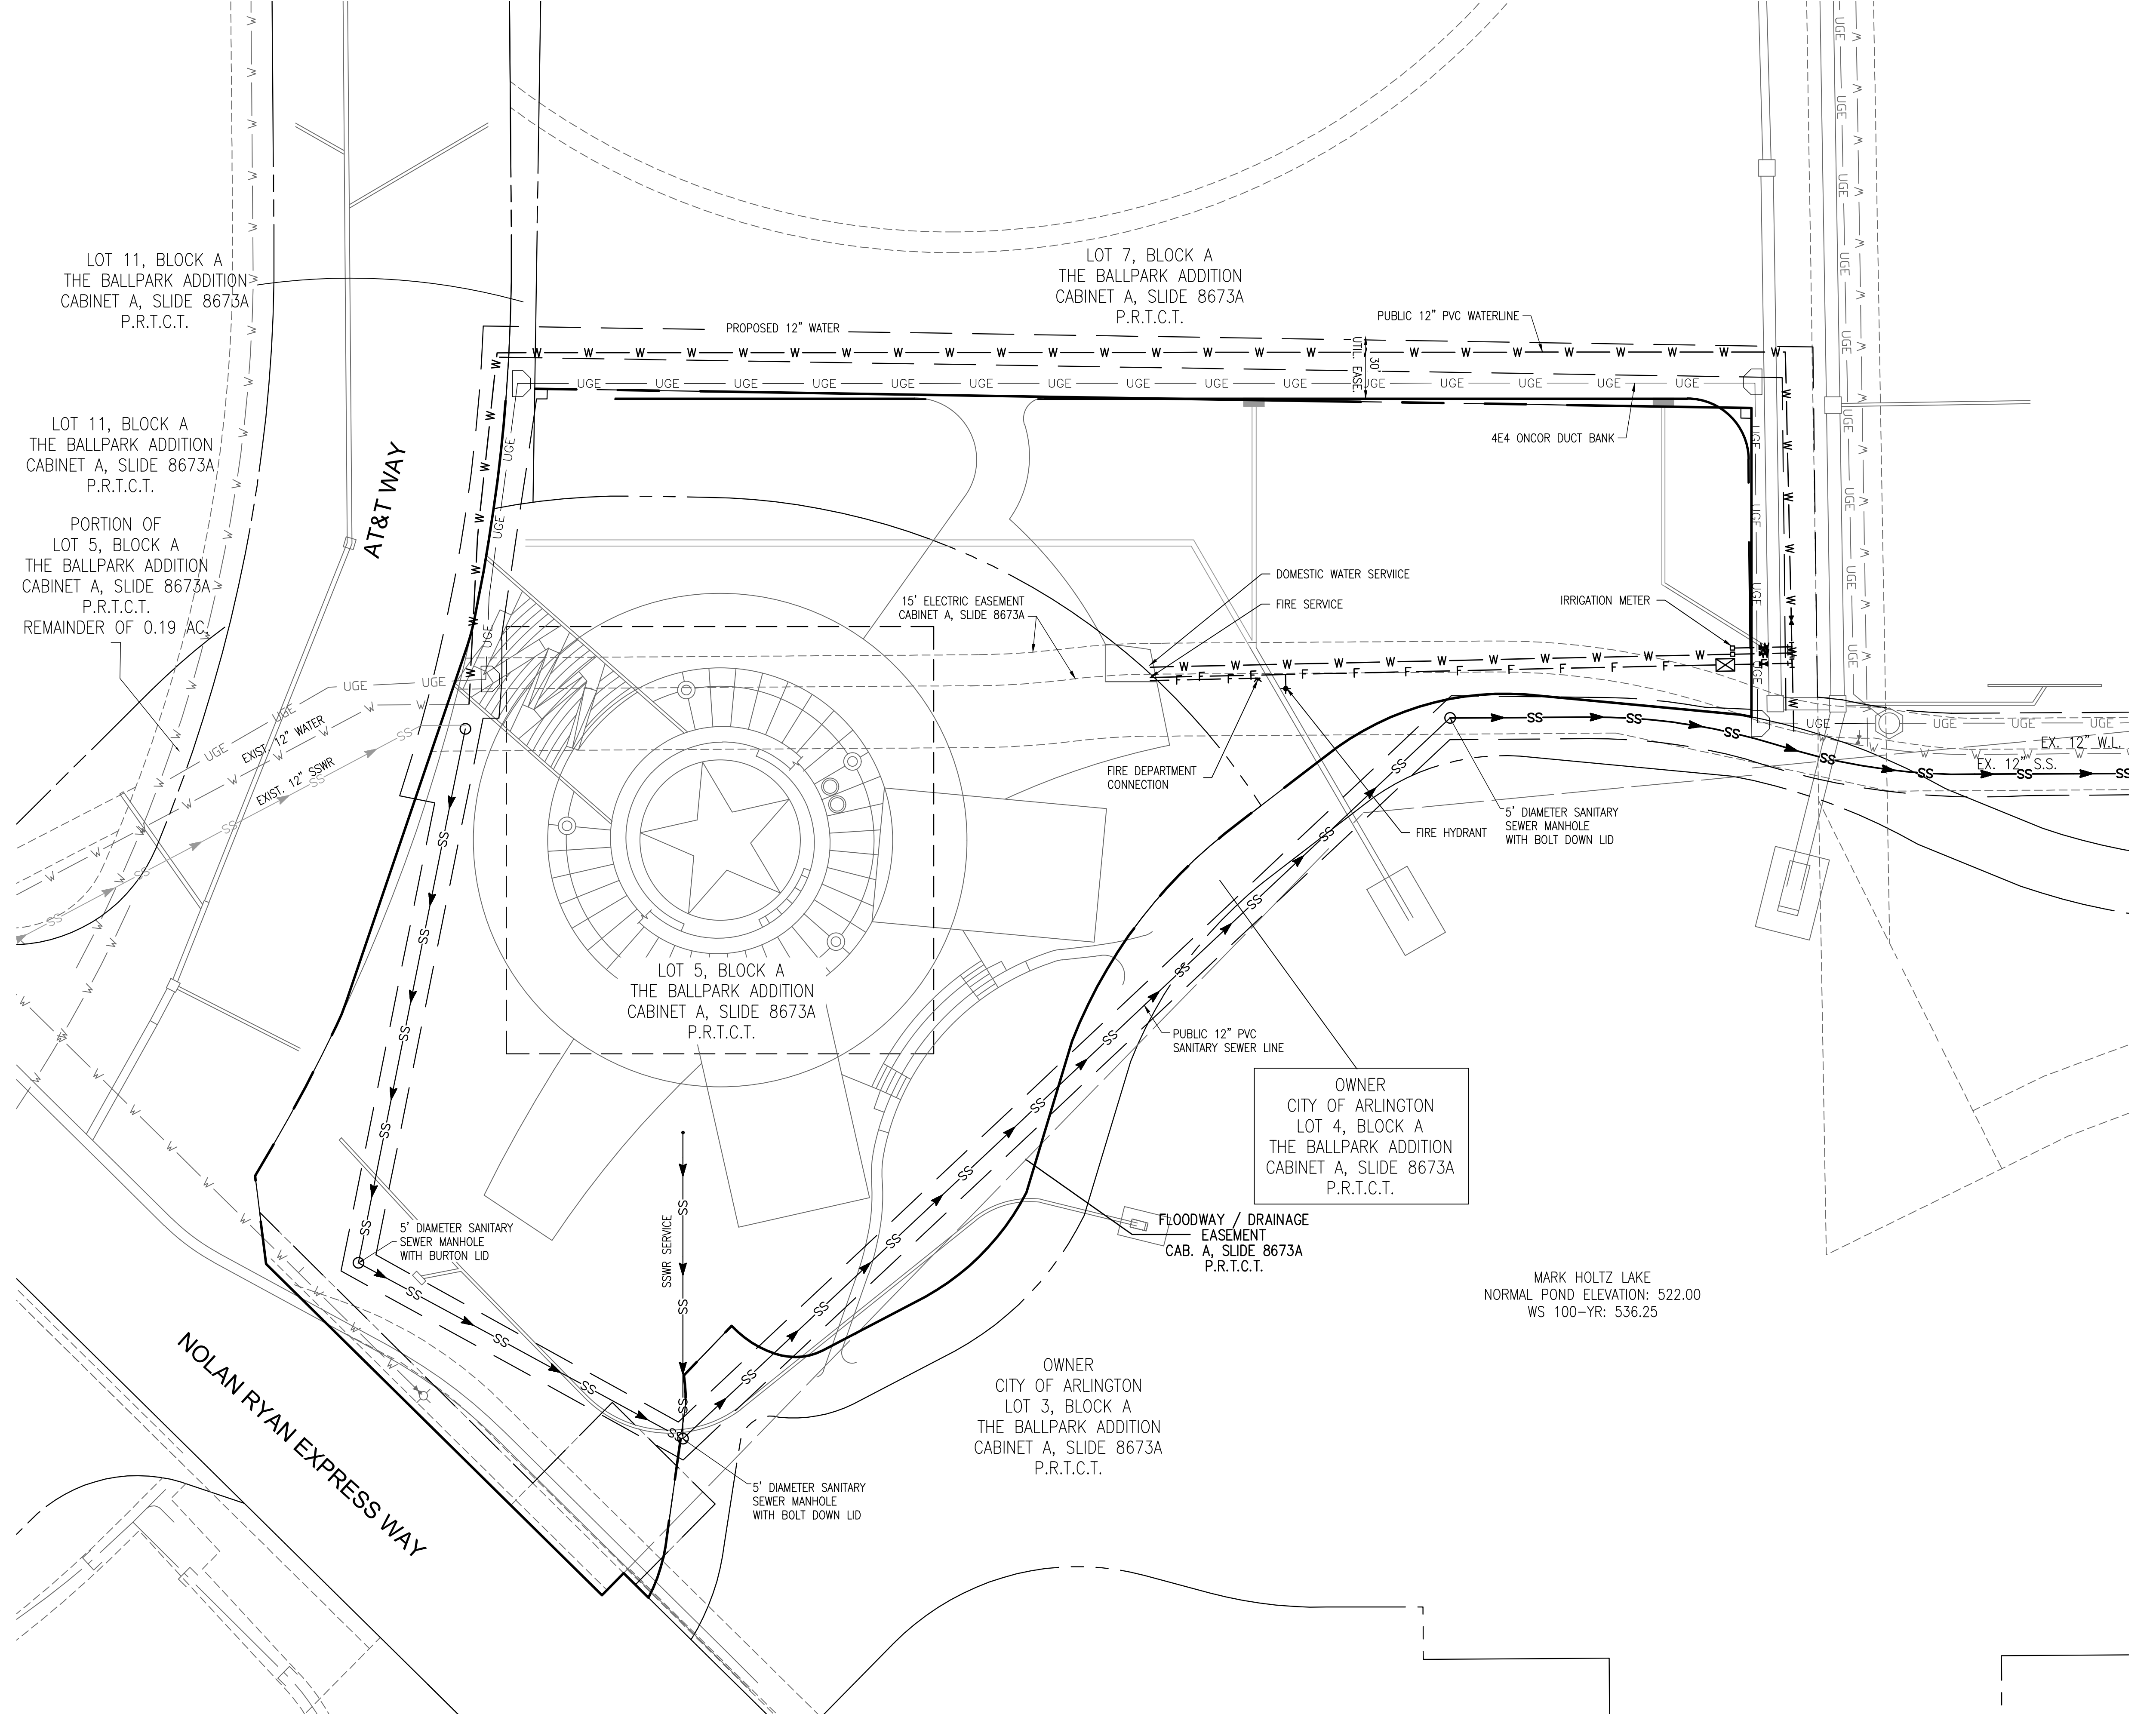 LOT 11, BLOCK A
THE BALLPARK ADDITION
CABINET A, SLIDE 8673A
P.R.T.C.T.
LOT 7, BLOCK A
THE BALLPARK ADDITION
CABINET A, SLIDE 8673A
P.R.T.C.T.
PROPOSED 12" WATER
PUBLIC 12" PVC WATERLINE
30'
UTIL. EASE.
4E4 ONCOR DUCT BANK
LOT 11, BLOCK A
THE BALLPARK ADDITION
CABINET A, SLIDE 8673A
P.R.T.C.T.
AT&T WAY
PORTION OF
LOT 5, BLOCK A
THE BALLPARK ADDITION
CABINET A, SLIDE 8673A
P.R.T.C.T.
REMAINDER OF 0.19 AC.
DOMESTIC WATER SERVIICE
FIRE SERVICE
15' ELECTRIC EASEMENT
CABINET A, SLIDE 8673A
IRRIGATION METER
EXIST. 12" WATER
EXIST. 12" SSWR
EX. 12" W.L.
EX. 12" S.S.
FIRE DEPARTMENT
CONNECTION
FIRE HYDRANT
5' DIAMETER SANITARY
SEWER MANHOLE
WITH BOLT DOWN LID
LOT 5, BLOCK A
THE BALLPARK ADDITION
CABINET A, SLIDE 8673A
P.R.T.C.T.
PUBLIC 12" PVC
SANITARY SEWER LINE
OWNER
CITY OF ARLINGTON
LOT 4, BLOCK A
THE BALLPARK ADDITION
CABINET A, SLIDE 8673A
P.R.T.C.T.
FLOODWAY / DRAINAGE
EASEMENT
CAB. A, SLIDE 8673A
P.R.T.C.T.
5' DIAMETER SANITARY
SEWER MANHOLE
WITH BURTON LID
SSWR SERVICE
MARK HOLTZ LAKE
NORMAL POND ELEVATION: 522.00
WS 100-YR: 536.25
NOLAN RYAN EXPRESS WAY
OWNER
CITY OF ARLINGTON
LOT 3, BLOCK A
THE BALLPARK ADDITION
CABINET A, SLIDE 8673A
P.R.T.C.T.
5' DIAMETER SANITARY
SEWER MANHOLE
WITH BOLT DOWN LID